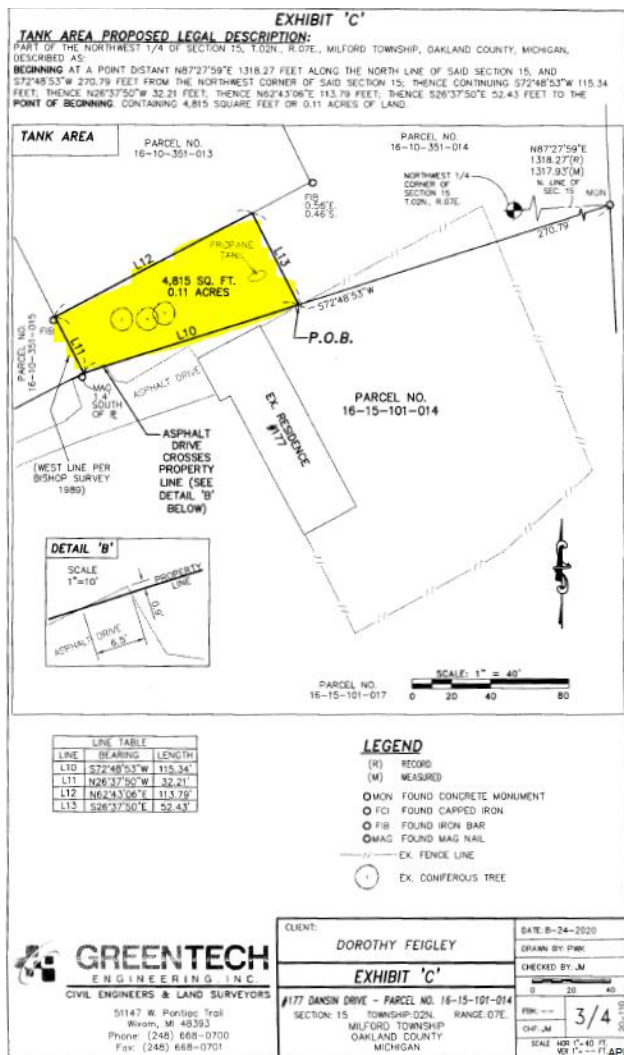 EXHIBIT 'C'
TANK AREA PROPOSED LEGAL DESCRIPTION:
PART OF THE NORTHWEST 1/4 OF SECTION 15, T.02N., R.07E., MILFORD TOWNSHIP, OAKLAND COUNTY, MICHIGAN,
DESCRIBED AS:
BEGINNING AT A POINT DISTANT N87°27'59"E 1318.27 FEET ALONG THE NORTH LINE OF SAID SECTION 15, AND
S72°48'53"W 270.79 FEET FROM THE NORTHWEST CORNER OF SAID SECTION 15; THENCE CONTINUING S72°48'53"W 115.34
FEET; THENCE N26°37'50"W 32.21 FEET; THENCE N62°43'06"E 113.79 FEET; THENCE S26°37'50"E 52.43 FEET TO THE
POINT OF BEGINNING. CONTAINING 4,815 SQUARE FEET OR 0.11 ACRES OF LAND.
TANK AREA
PARCEL NO.
16-10-351-013
PARCEL NO.
16-10-351-014
N87°27'59"E
1318.27'(R)
1317.93'(M)
N. LINE OF
SEC. 15
MON
NORTHWEST 1/4
CORNER OF
SECTION 15
T.02N., R.07E.
FIB
0.56'E.
0.46'S.
270.79
S72°48'53"W
L12
L13
PROPANE
TANK
4,815 SQ. FT.
0.11 ACRES
L10
P.O.B.
FIB
L11
PARCEL NO.
16-10-351-015
MAG
1.4'
SOUTH
OF PL
ASPHALT DRIVE
EX. RESIDENCE
#177
PARCEL NO.
16-15-101-014
(WEST LINE PER
BISHOP SURVEY
1989)
ASPHALT
DRIVE
CROSSES
PROPERTY
LINE (SEE
DETAIL 'B'
BELOW)
DETAIL 'B'
SCALE
1"=10'
PROPERTY
LINE
ASPHALT DRIVE
6.5'
0.9'
PARCEL NO.
16-15-101-017
SCALE: 1" = 40'
0 20 40 80
LINE TABLE
LINE BEARING LENGTH
L10 S72°48'53"W 115.34'
L11 N26°37'50"W 32.21'
L12 N62°43'06"E 113.79'
L13 S26°37'50"E 52.43'
LEGEND
(R) RECORD
(M) MEASURED
MON FOUND CONCRETE MONUMENT
FCI FOUND CAPPED IRON
FIB FOUND IRON BAR
MAG FOUND MAG NAIL
EX. FENCE LINE
EX. CONIFEROUS TREE
GREENTECH
ENGINEERING, INC.
CIVIL ENGINEERS & LAND SURVEYORS
51147 W. Pontiac Trail
Wixom, MI 48393
Phone: (248) 668-0700
Fax: (248) 668-0701
CLIENT:
DOROTHY FEIGLEY
EXHIBIT 'C'
#177 DANSIN DRIVE - PARCEL NO. 16-15-101-014
SECTION: 15 TOWNSHIP:02N. RANGE:07E.
MILFORD TOWNSHIP
OAKLAND COUNTY
MICHIGAN
DATE: 8-24-2020
DRAWN BY: PWK
CHECKED BY: JM
0 20 40
FBK: --
CHF: JM
3/4
SCALE HOR 1"=40 FT.
VER 1"= -- FT.